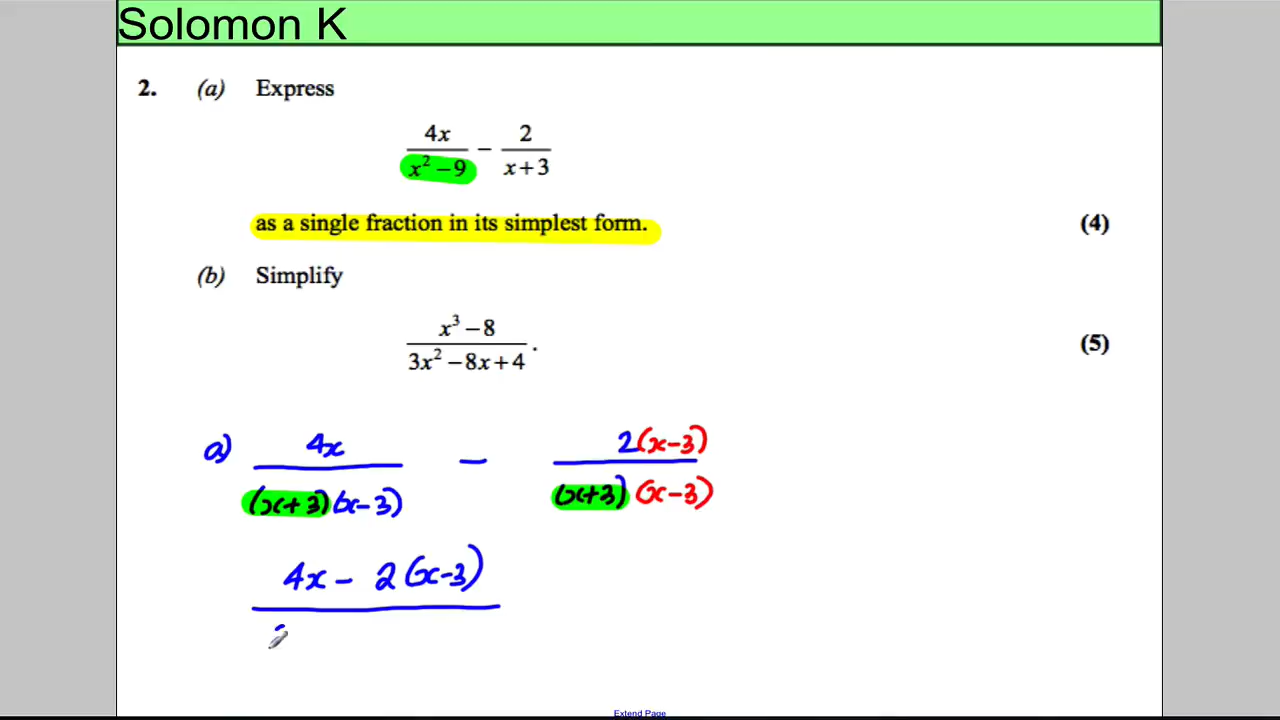 Solomon K
2. (a) Express
4x/(x² − 9) − 2/(x + 3)
as a single fraction in its simplest form. (4)
(b) Simplify
(x³ − 8)/(3x² − 8x + 4). (5)
a) 4x − 2(x−3)
(x+3)(x−3) (x+3)(x−3)
4x − 2(x−3)
Extend Page